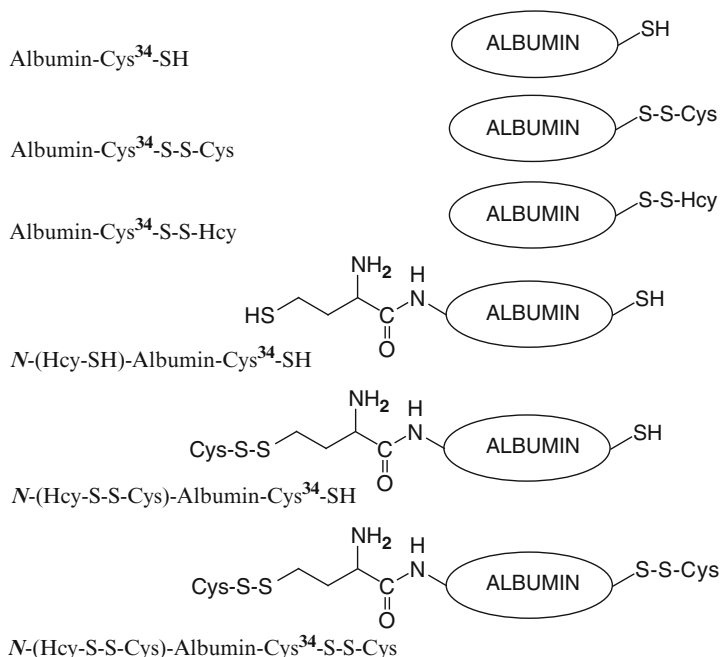 Albumin-Cys³⁴-SH ALBUMIN SH
Albumin-Cys³⁴-S-S-Cys ALBUMIN S-S-Cys
Albumin-Cys³⁴-S-S-Hcy ALBUMIN S-S-Hcy
NH₂ H
HS C N ALBUMIN SH
O
N-(Hcy-SH)-Albumin-Cys³⁴-SH
NH₂ H
Cys-S-S C N ALBUMIN SH
O
N-(Hcy-S-S-Cys)-Albumin-Cys³⁴-SH
NH₂ H
Cys-S-S C N ALBUMIN S-S-Cys
O
N-(Hcy-S-S-Cys)-Albumin-Cys³⁴-S-S-Cys